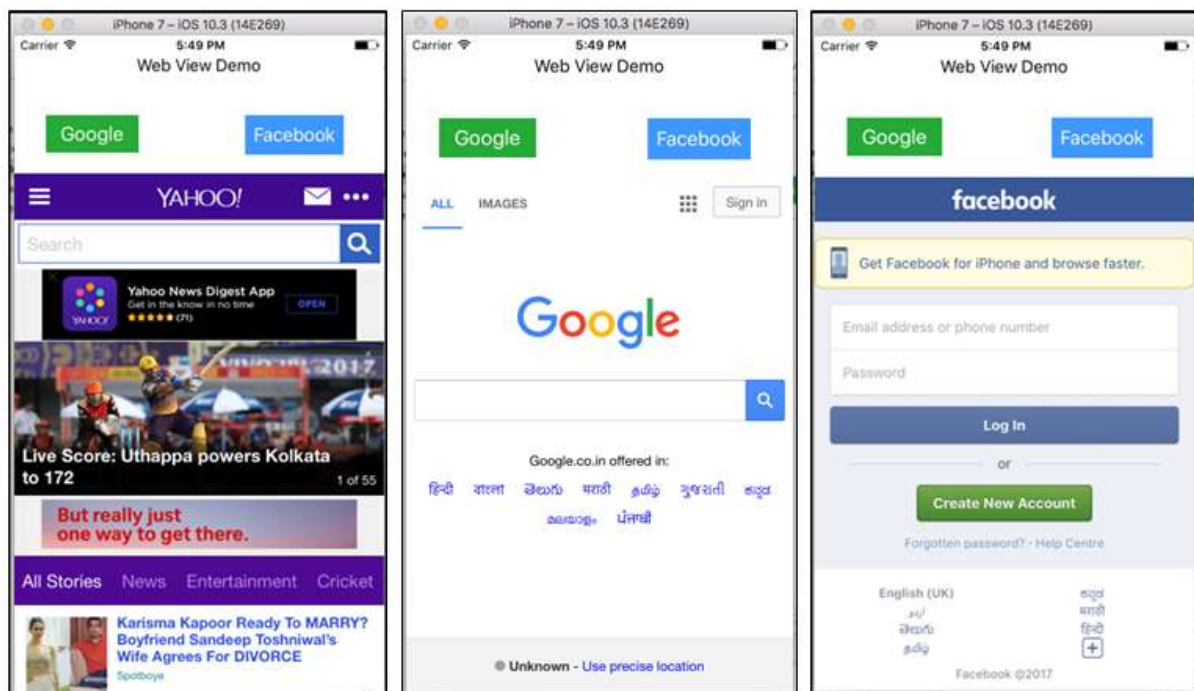 iPhone 7 – iOS 10.3 (14E269)
Carrier 5:49 PM
Web View Demo
Google Facebook
YAHOO!
Search
Yahoo News Digest App
Get in the know in no time
OPEN
YAHOO!
(71)
2017
Live Score: Uthappa powers Kolkata
to 172
1 of 55
But really just
one way to get there.
All Stories News Entertainment Cricket
Karisma Kapoor Ready To MARRY?
Boyfriend Sandeep Toshniwal's
Wife Agrees For DIVORCE
Spotboye
iPhone 7 – iOS 10.3 (14E269)
Carrier 5:49 PM
Web View Demo
Google Facebook
ALL IMAGES Sign in
Google
Google.co.in offered in:
हिन्दी বাংলা తెలుగు मराठी தமிழ் ગુજરાતી ಕನ್ನಡ
മലയാളം ਪੰਜਾਬੀ
Unknown - Use precise location
iPhone 7 – iOS 10.3 (14E269)
Carrier 5:49 PM
Web View Demo
Google Facebook
facebook
Get Facebook for iPhone and browse faster.
Email address or phone number
Password
Log In
or
Create New Account
Forgotten password? · Help Centre
English (UK) ಕನ್ನಡ
اردو मराठी
తెలుగు हिन्दी
தமிழ் +
Facebook ©2017